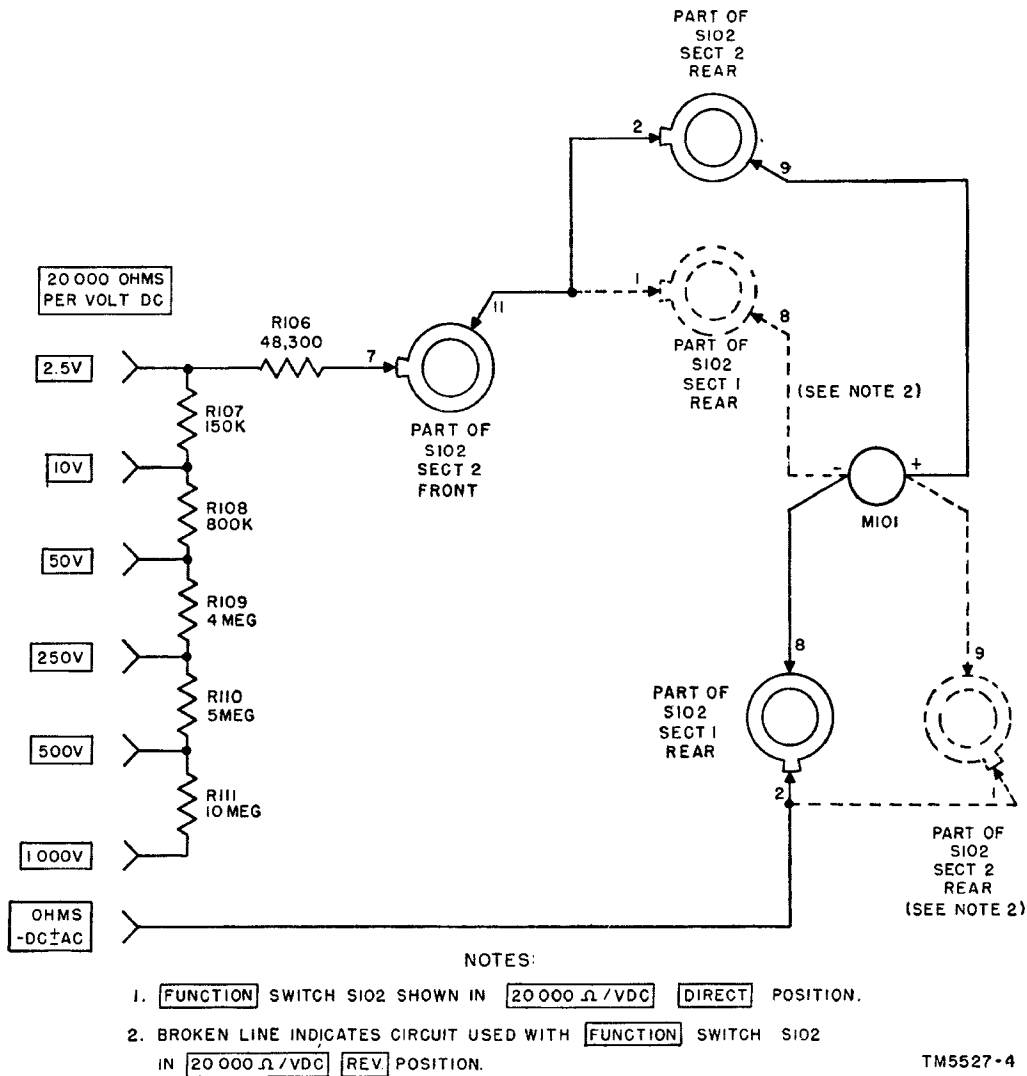 PART OF
S102
SECT 2
REAR
2
9
20 000 OHMS
PER VOLT DC
1
8
11
R106
48,300
PART OF
S102
SECT 1
REAR
7
2.5V
(SEE NOTE 2)
R107
150K
PART OF
S102
SECT 2
FRONT
10V
-
+
M101
R108
800K
50V
R109
4 MEG
250V
8
9
R110
5MEG
PART OF
S102
SECT 1
REAR
500V
R111
10 MEG
2
1
1 000V
PART OF
S102
SECT 2
REAR
(SEE NOTE 2)
OHMS
-DC±AC
NOTES:
1. FUNCTION SWITCH S102 SHOWN IN 20 000 Ω/VDC DIRECT POSITION.
2. BROKEN LINE INDICATES CIRCUIT USED WITH FUNCTION SWITCH S102
IN 20 000 Ω/VDC REV. POSITION.
TM5527-4